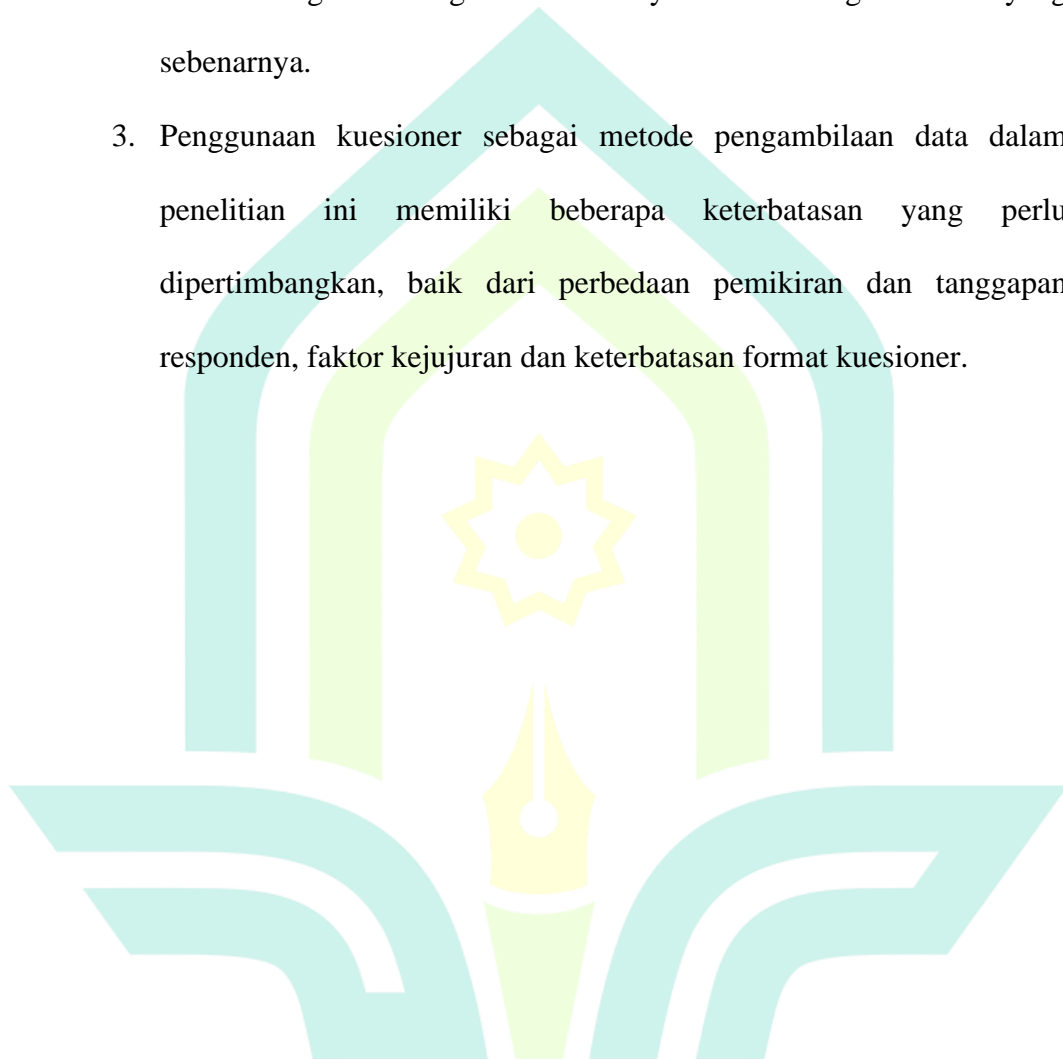 sebenarnya.
3. Penggunaan kuesioner sebagai metode pengambilaan data dalam
penelitian ini memiliki beberapa keterbatasan yang perlu
dipertimbangkan, baik dari perbedaan pemikiran dan tanggapan
responden, faktor kejujuran dan keterbatasan format kuesioner.